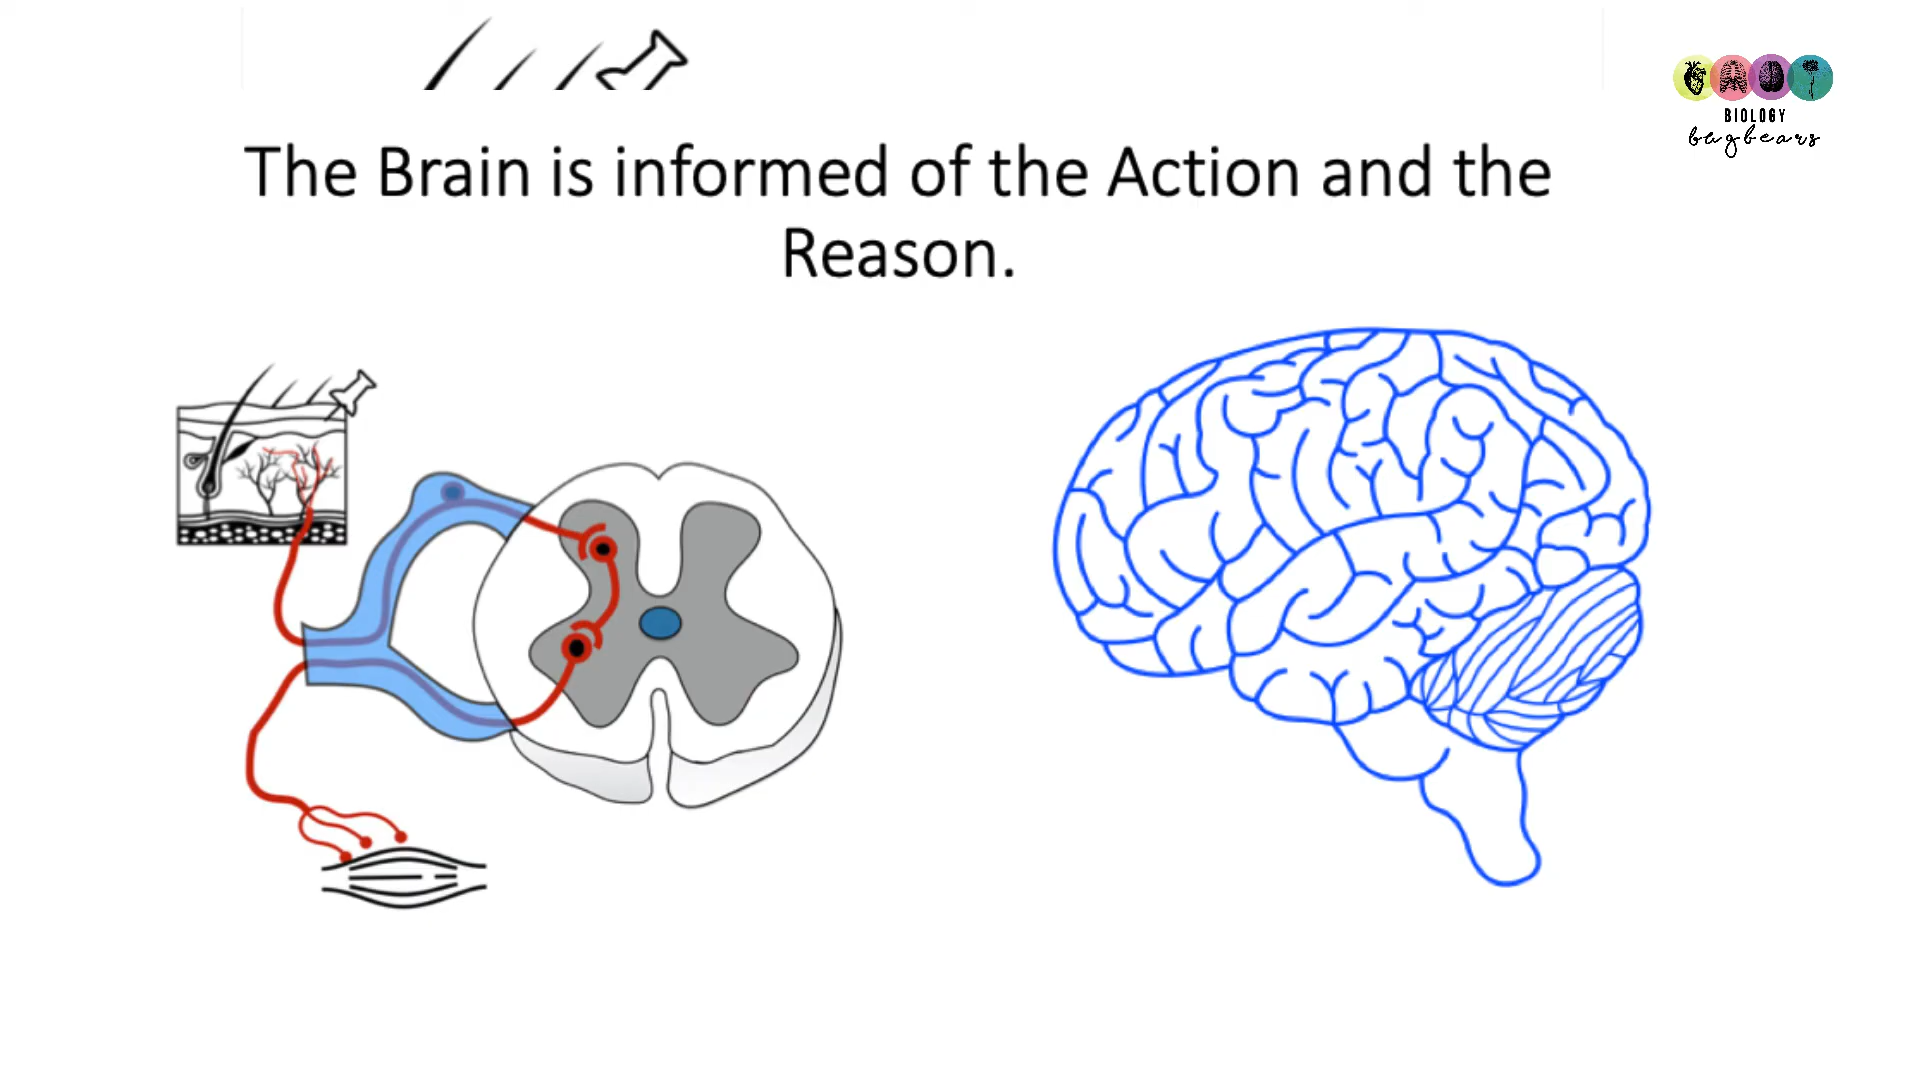 The Brain is informed of the Action and the
Reason.
BIOLOGY
bugbears